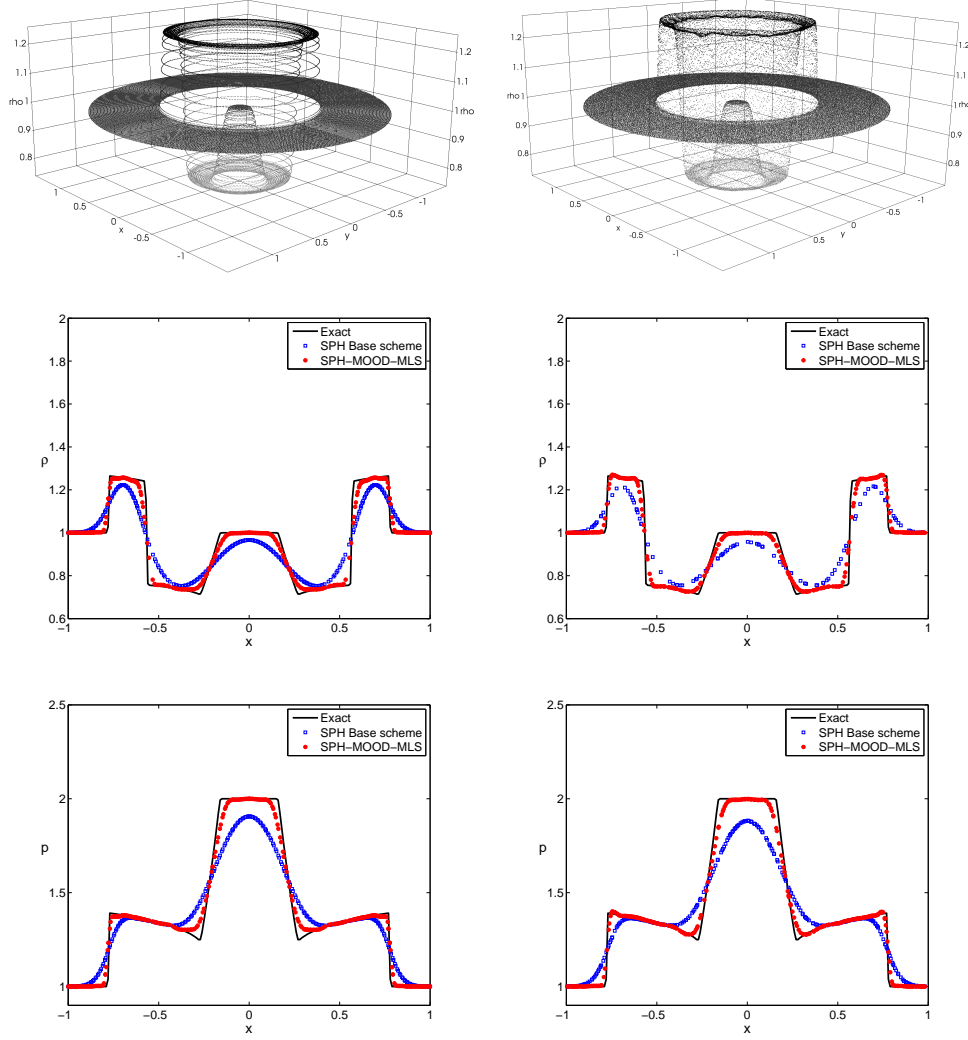 1.2
1.1
rho 1
0.9
0.8
1.2
1.1
1 rho
0.9
0.8
1
0.5
0
x
-0.5
-1
-1
-0.5
0
y
0.5
1
1.2
1.1
rho 1
0.9
0.8
1.2
1.1
1 rho
0.9
0.8
1
0.5
0
x
-0.5
-1
-1
-0.5
0
y
0.5
1
2
1.8
1.6
1.4
ρ
1.2
1
0.8
0.6
−1
−0.5
0
0.5
1
x
Exact
SPH Base scheme
SPH−MOOD−MLS
2
1.8
1.6
1.4
ρ
1.2
1
0.8
0.6
−1
−0.5
0
0.5
1
x
Exact
SPH Base scheme
SPH−MOOD−MLS
2.5
2
p
1.5
1
−1
−0.5
0
0.5
1
x
Exact
SPH Base scheme
SPH−MOOD−MLS
2.5
2
p
1.5
1
−1
−0.5
0
0.5
1
x
Exact
SPH Base scheme
SPH−MOOD−MLS